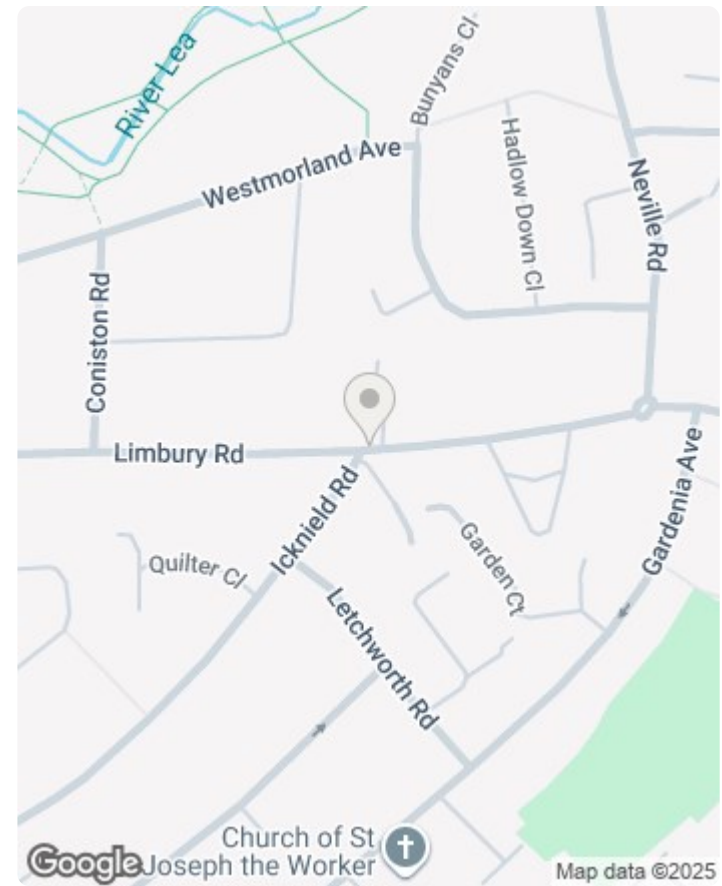 River Lea
Bunyans Cl
Westmorland Ave
Hadlow Down Cl
Neville Rd
Coniston Rd
Limbury Rd
Icknield Rd
Gardenia Ave
Quilter Cl
Garden Ct
Letchworth Rd
Church of St
Joseph the Worker
Google
Map data ©2025